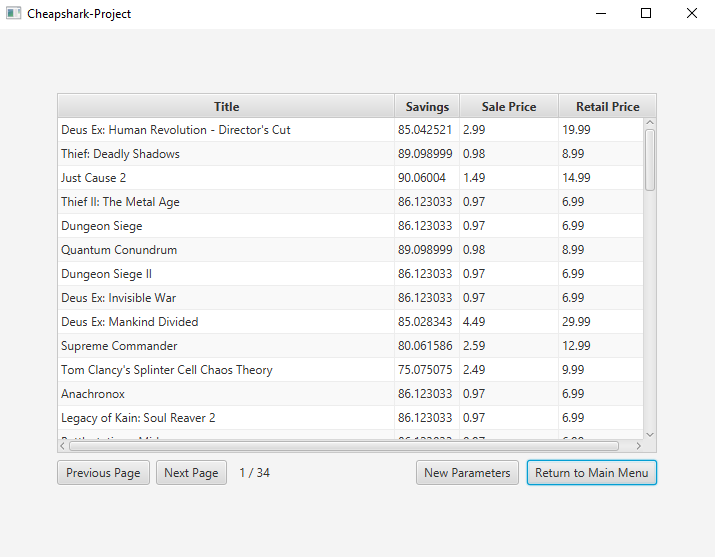 Cheapshark-Project
Title Savings Sale Price Retail Price
Deus Ex: Human Revolution - Director's Cut 85.042521 2.99 19.99
Thief: Deadly Shadows 89.098999 0.98 8.99
Just Cause 2 90.06004 1.49 14.99
Thief II: The Metal Age 86.123033 0.97 6.99
Dungeon Siege 86.123033 0.97 6.99
Quantum Conundrum 89.098999 0.98 8.99
Dungeon Siege II 86.123033 0.97 6.99
Deus Ex: Invisible War 86.123033 0.97 6.99
Deus Ex: Mankind Divided 85.028343 4.49 29.99
Supreme Commander 80.061586 2.59 12.99
Tom Clancy's Splinter Cell Chaos Theory 75.075075 2.49 9.99
Anachronox 86.123033 0.97 6.99
Legacy of Kain: Soul Reaver 2 86.123033 0.97 6.99
Previous Page Next Page 1 / 34 New Parameters Return to Main Menu